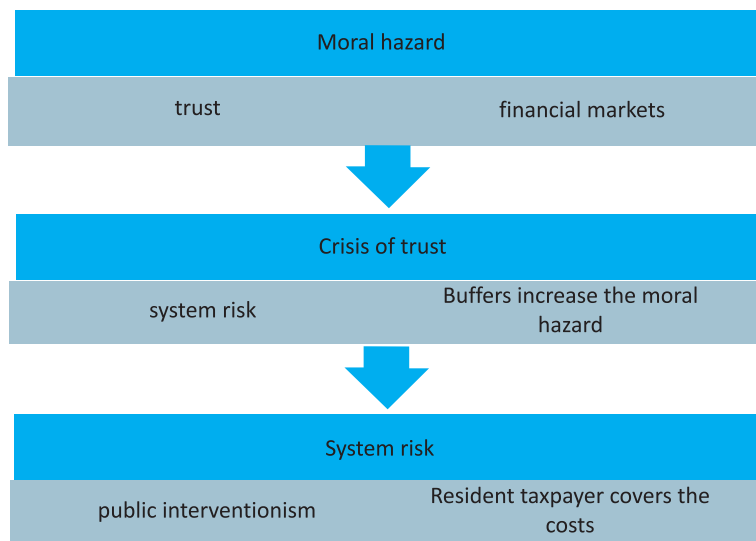 Moral hazard
trust
financial markets
Crisis of trust
system risk
Buffers increase the moral
hazard
System risk
public interventionism
Resident taxpayer covers the
costs